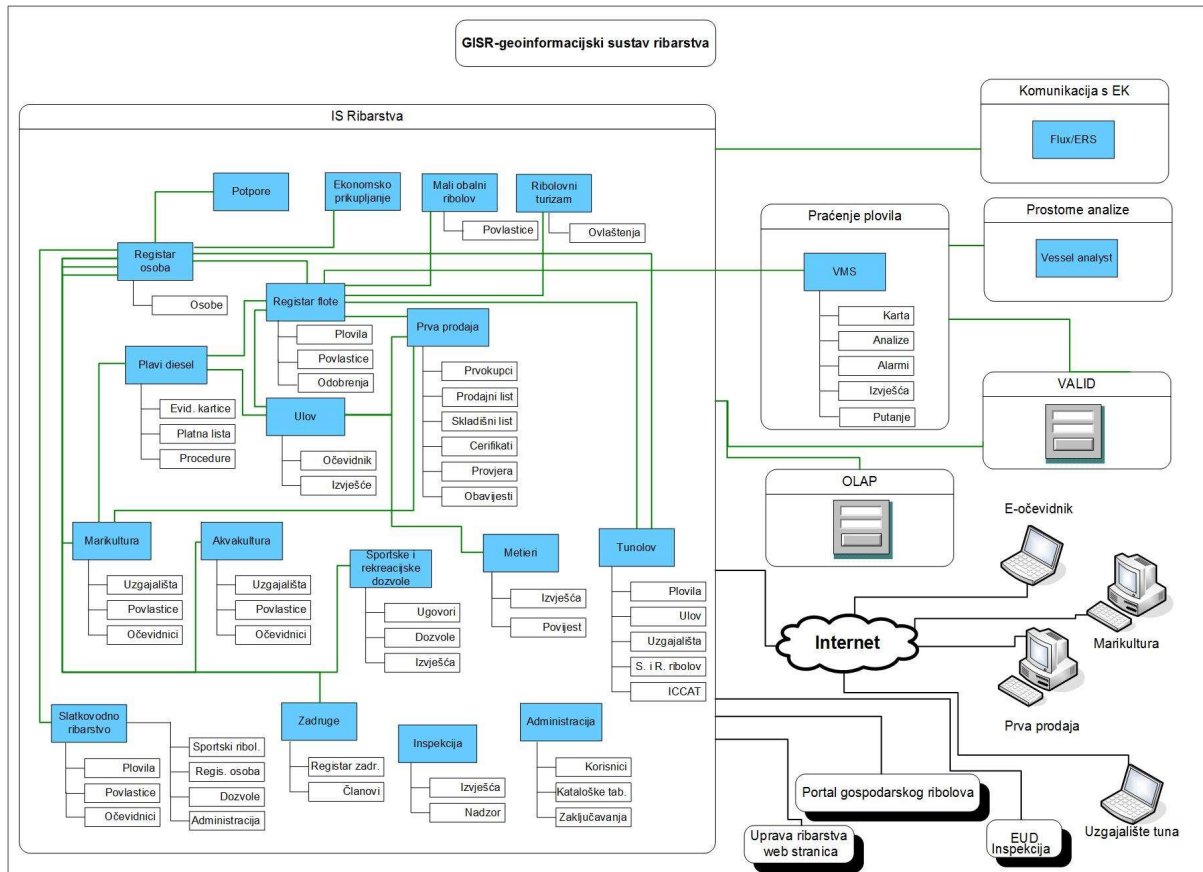 GISR-geoinformacijski sustav ribarstva
IS Ribarstva
Potpore
Ekonomsko
prikupljanje
Mali obalni
ribolov
Povlastice
Ribolovni
turizam
Ovlaštenja
Registar
osoba
Osobe
Registar flote
Plovila
Povlastice
Odobrenja
Prva prodaja
Prvokupci
Prodajni list
Skladišni list
Cerifikati
Provjera
Obavijesti
Plavi diesel
Evid. kartice
Platna lista
Procedure
Ulov
Očevidnik
Izvješće
Marikultura
Uzgajališta
Povlastice
Očevidnici
Akvakultura
Uzgajališta
Povlastice
Očevidnici
Sportske i
rekreacijske
dozvole
Ugovori
Dozvole
Izvješća
Metieri
Izvješća
Povijest
Tunolov
Plovila
Ulov
Uzgajališta
S. i R. ribolov
ICCAT
Slatkovodno
ribarstvo
Plovila
Povlastice
Očevidnici
Sportski ribol.
Regis. osoba
Dozvole
Administracija
Zadruge
Registar zadr.
Članovi
Inspekcija
Izvješća
Nadzor
Administracija
Korisnici
Kataloške tab.
Zaključavanja
Komunikacija s EK
Flux/ERS
Praćenje plovila
VMS
Karta
Analize
Alarmi
Izvješća
Putanje
Prostorne analize
Vessel analyst
VALID
OLAP
E-očevidnik
Internet
Marikultura
Prva prodaja
Uzgajalište tuna
Portal gospodarskog ribolova
Uprava ribarstva
web stranica
EUD
Inspekcija